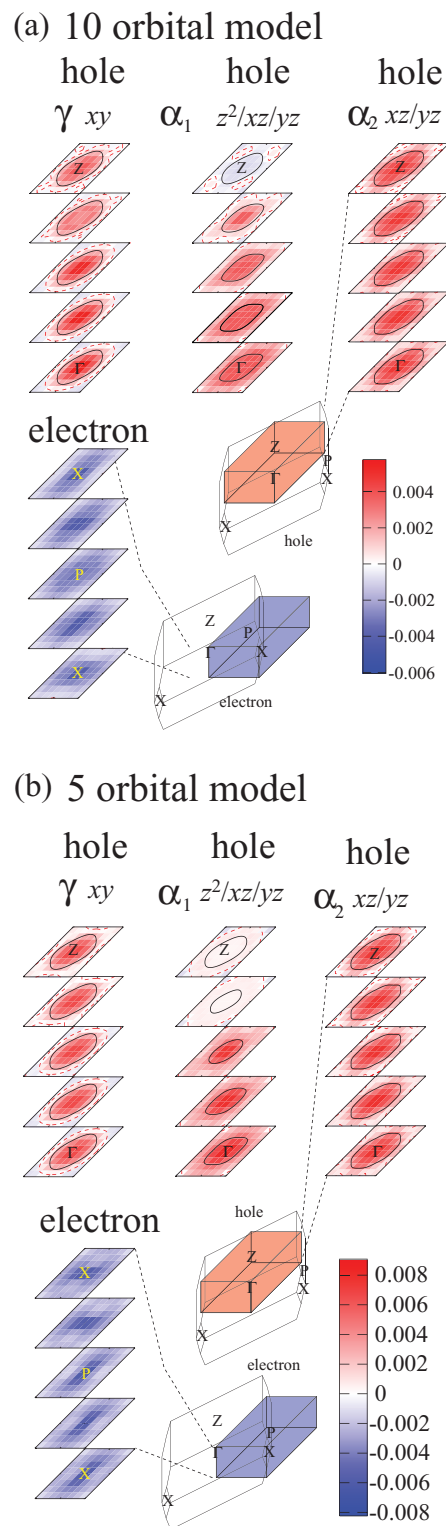 (a) 10 orbital model
hole hole hole
γ xy α₁ z²/xz/yz α₂ xz/yz
Z Z Z
Γ Γ Γ
electron
X
P
X
Z
Γ
P
X
X
hole
Z
P
Γ
X
X
electron
0.004
0.002
0
-0.002
-0.004
-0.006
(b) 5 orbital model
hole hole hole
γ xy α₁ z²/xz/yz α₂ xz/yz
Z Z Z
Γ Γ Γ
electron
X
P
X
hole
Z
P
Γ
X
X
electron
Z
P
Γ
X
X
0.008
0.006
0.004
0.002
0
-0.002
-0.004
-0.006
-0.008